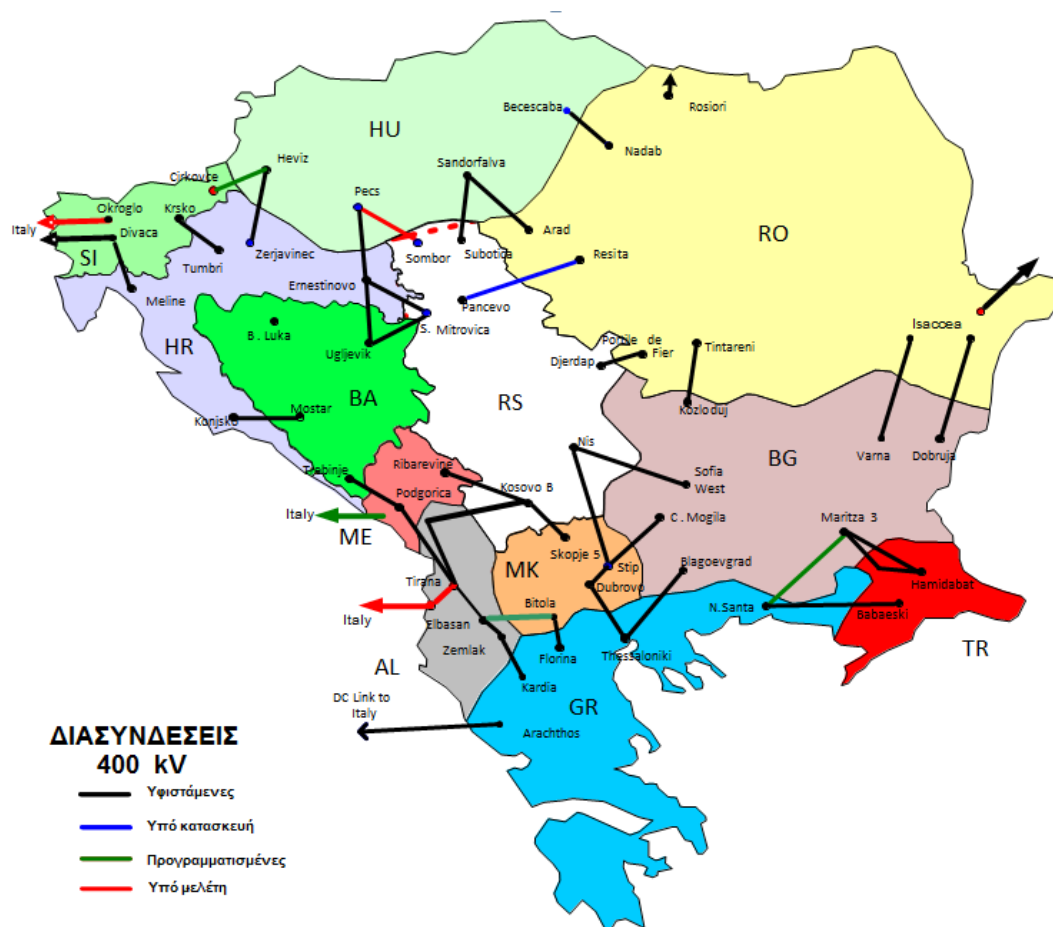 Rosiori
Becescaba
HU
Nadab
Sandorfalva
Heviz
Cirkovce
Pecs
Okroglo
Krsko
Italy
Divaca
Arad
RO
SI
Tumbri
Zerjavinec
Sombor
Subotica
Resita
Meline
Ernestinovo
Pancevo
S. Mitrovica
Isaccea
B . Luka
HR
Ugljevik
Portile de
Fier
Tintareni
Djerdap
BA
RS
Kozloduj
Konjsko
Mostar
Nis
BG
Varna
Dobruja
Trebinje
Ribarevine
Sofia
West
Podgorica
Kosovo B
Italy
ME
C . Mogila
Maritza 3
Skopje 5
MK
Stip
Blagoevgrad
Hamidabat
Tirana
Dubrovo
Italy
Bitola
N.Santa
Babaeski
Elbasan
Zemlak
Florina
Thessaloniki
TR
AL
Kardia
DC Link to
Italy
GR
Arachthos
ΔΙΑΣΥΝΔΕΣΕΙΣ
400 kV
Υφιστάμενες
Υπό κατασκευή
Προγραμματισμένες
Υπό μελέτη